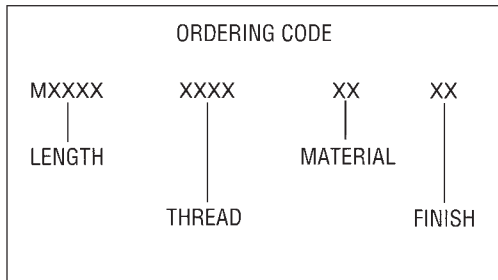 ORDERING CODE
MXXXX XXXX XX XX
LENGTH MATERIAL
THREAD FINISH